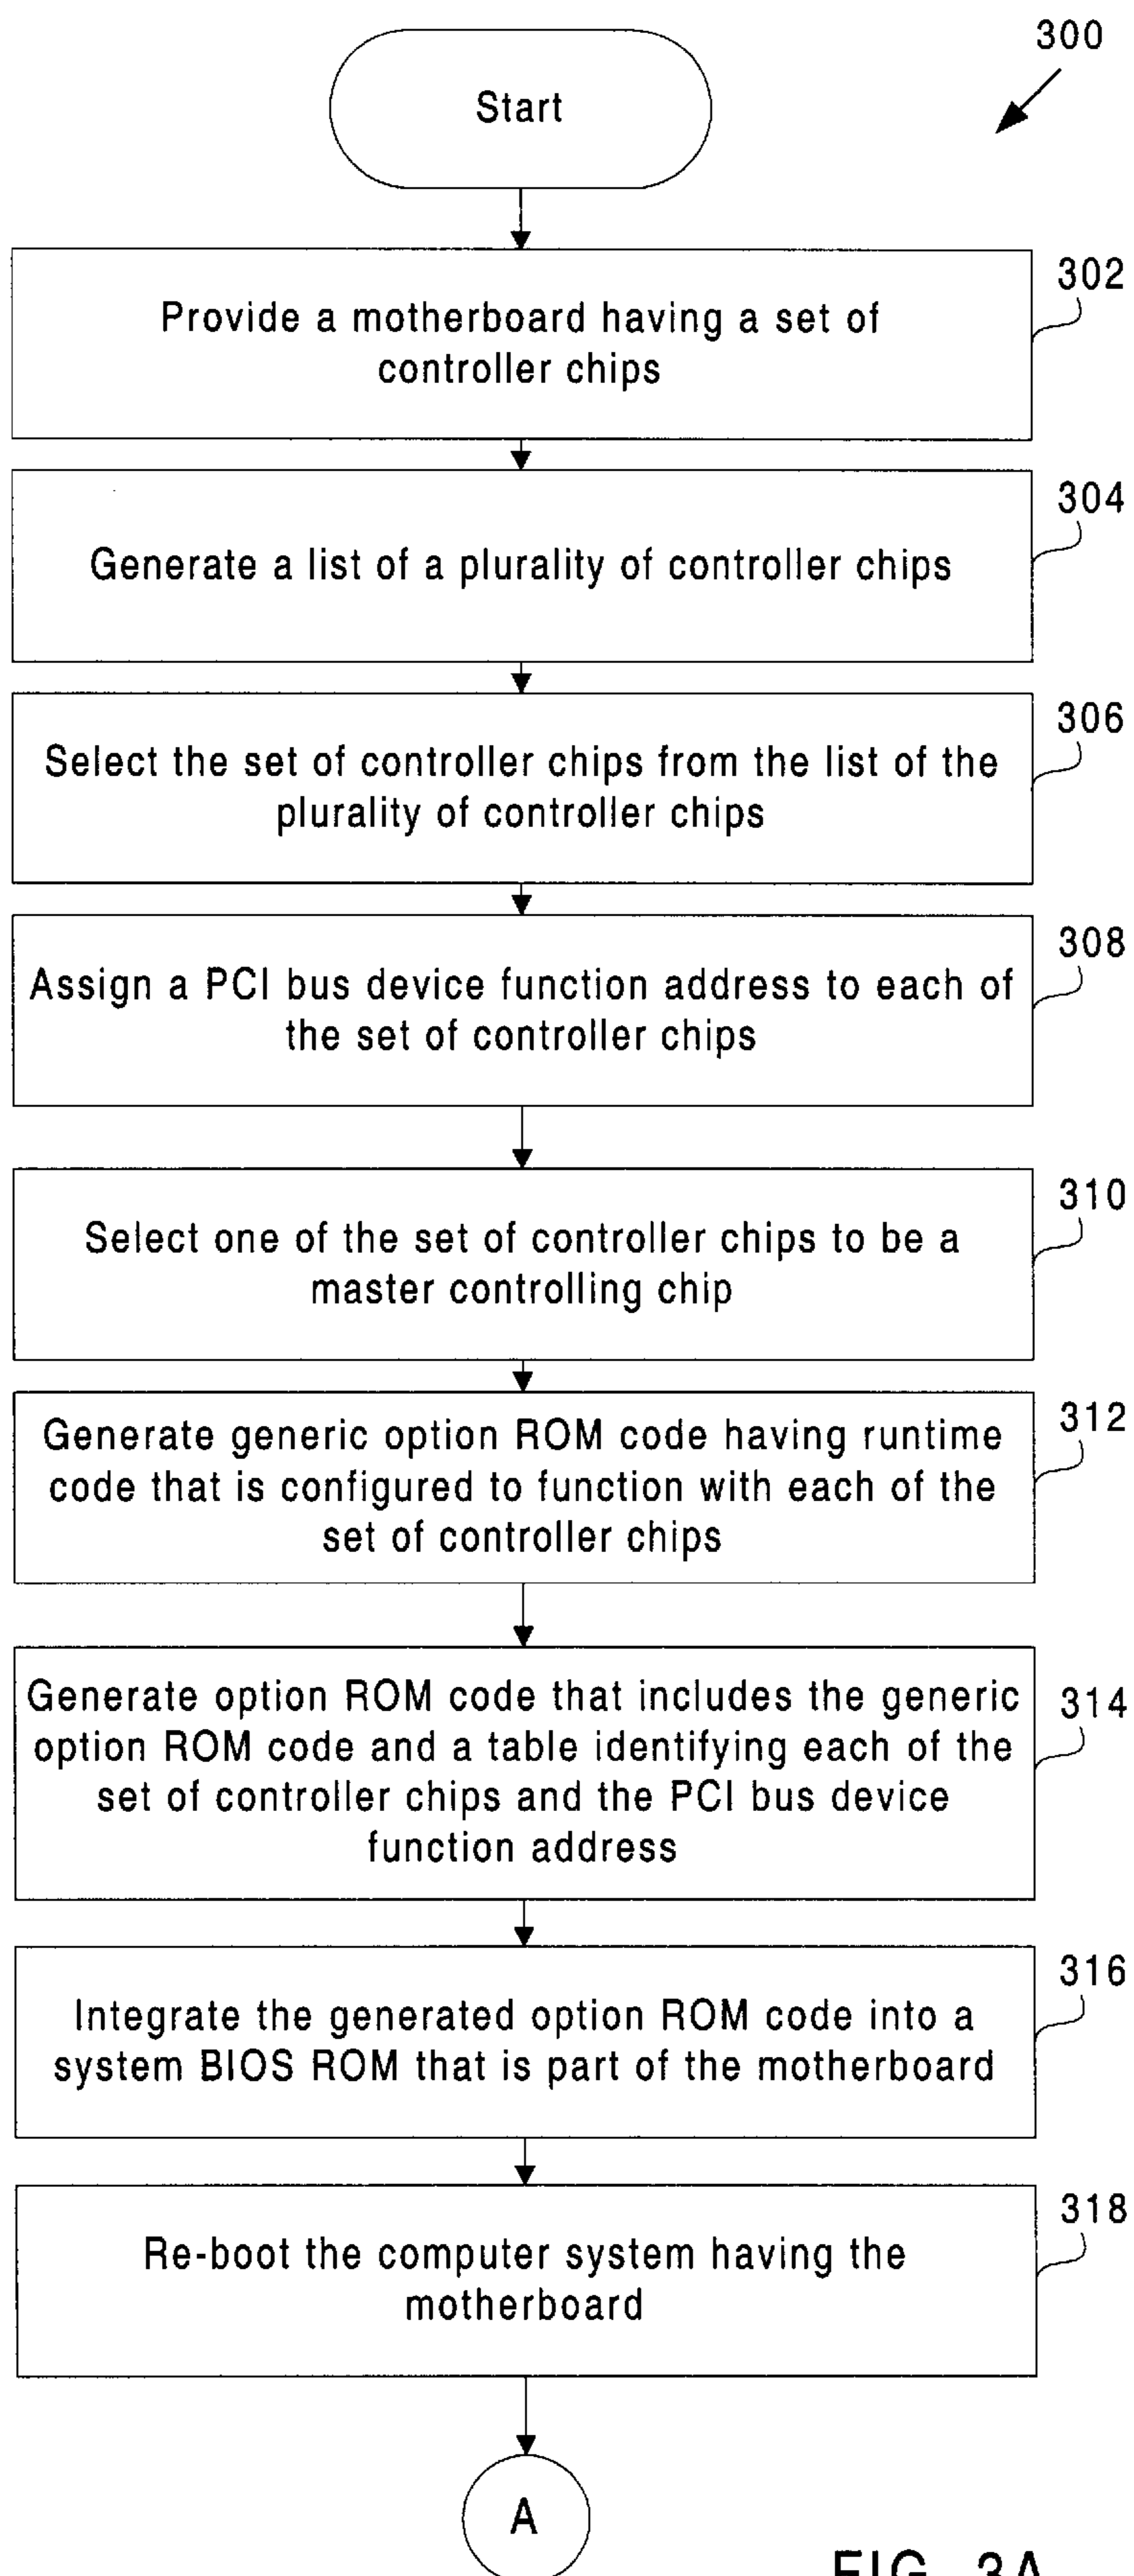 300
Start
302
Provide a motherboard having a set of
controller chips
304
Generate a list of a plurality of controller chips
306
Select the set of controller chips from the list of the
plurality of controller chips
308
Assign a PCI bus device function address to each of
the set of controller chips
310
Select one of the set of controller chips to be a
master controlling chip
312
Generate generic option ROM code having runtime
code that is configured to function with each of the
set of controller chips
314
Generate option ROM code that includes the generic
option ROM code and a table identifying each of the
set of controller chips and the PCI bus device
function address
316
Integrate the generated option ROM code into a
system BIOS ROM that is part of the motherboard
318
Re-boot the computer system having the
motherboard
A
FIG. 3A